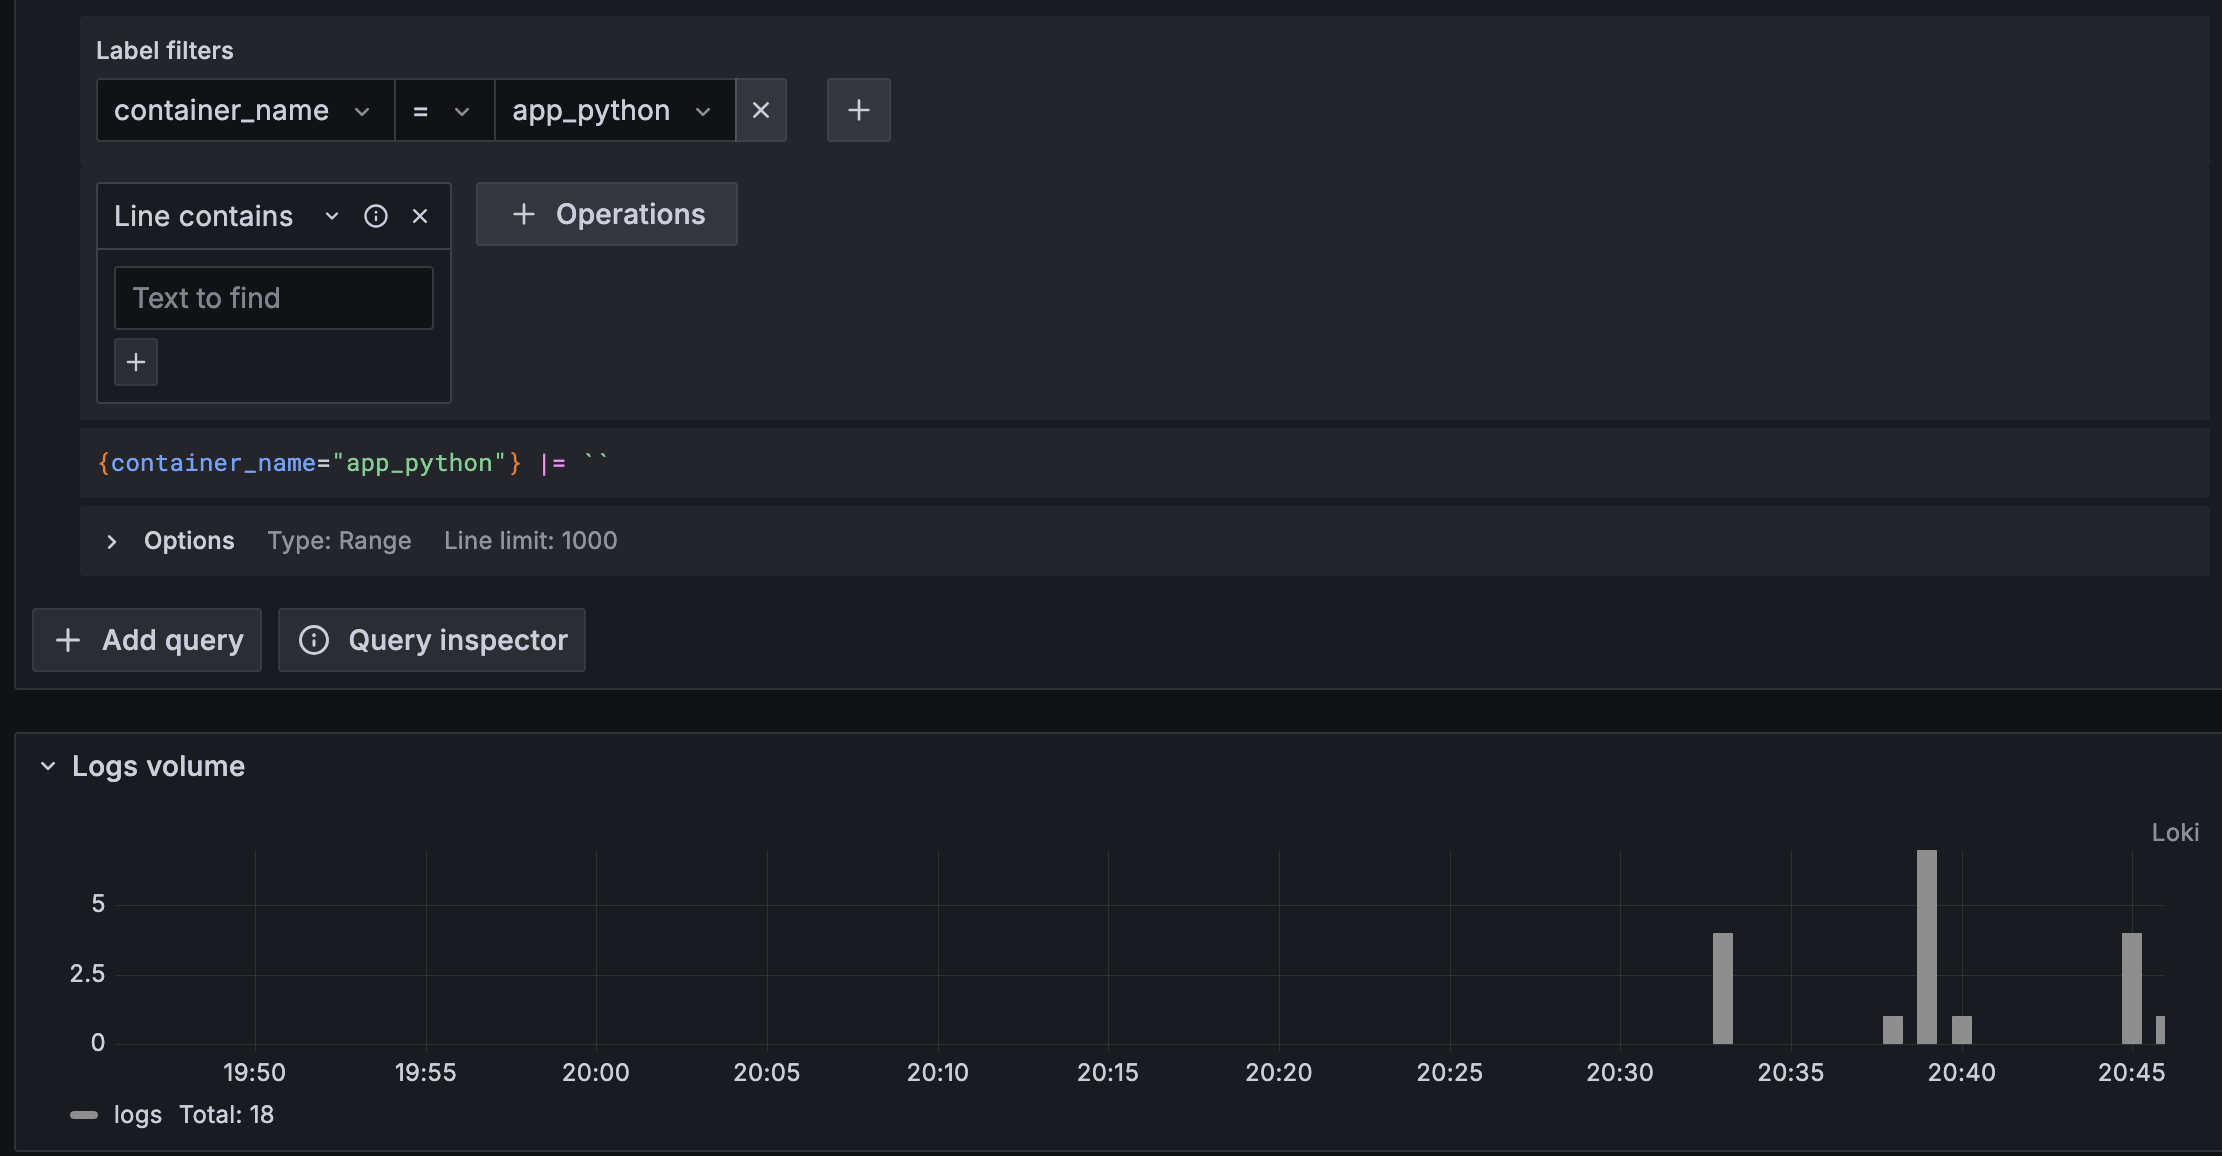 Label filters
container_name = app_python
Line contains
+ Operations
Text to find
+
{container_name="app_python"} |= ``
Options Type: Range Line limit: 1000
+ Add query
Query inspector
Logs volume
Loki
5
2.5
0
19:50 19:55 20:00 20:05 20:10 20:15 20:20 20:25 20:30 20:35 20:40 20:45
logs Total: 18